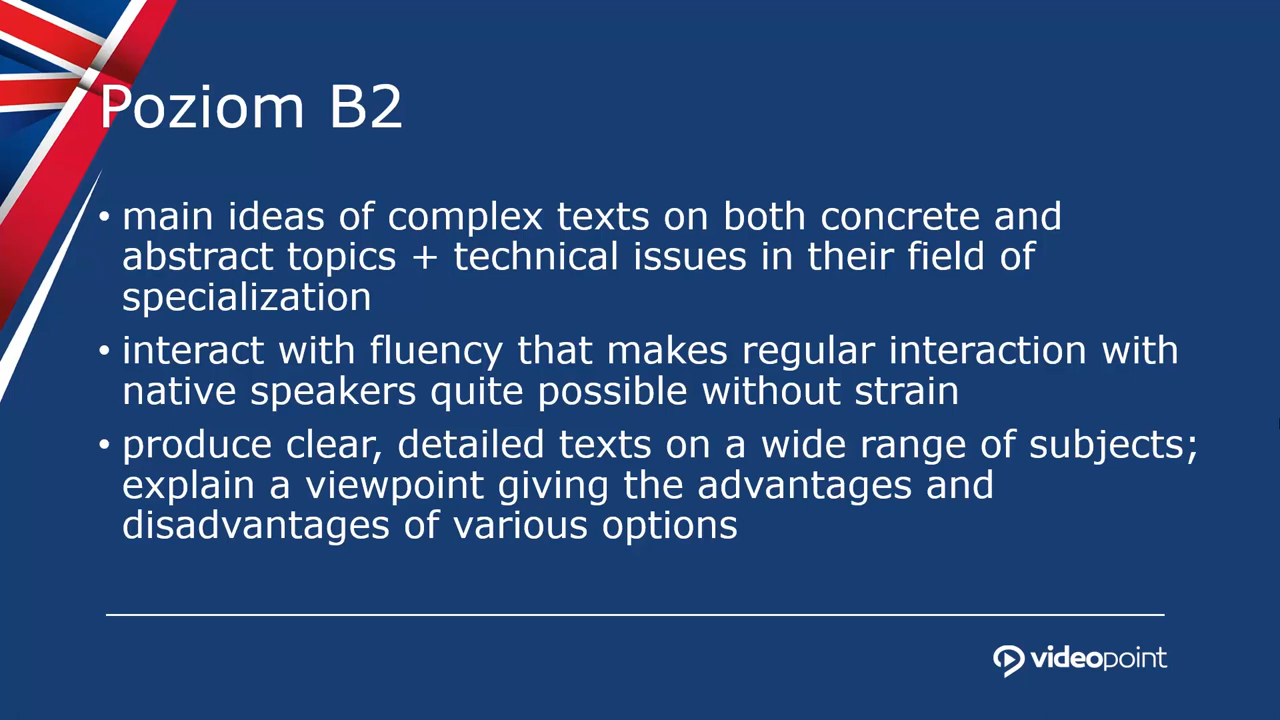 Poziom B2
• main ideas of complex texts on both concrete and
abstract topics + technical issues in their field of
specialization
• interact with fluency that makes regular interaction with
native speakers quite possible without strain
• produce clear, detailed texts on a wide range of subjects;
explain a viewpoint giving the advantages and
disadvantages of various options
videopoint